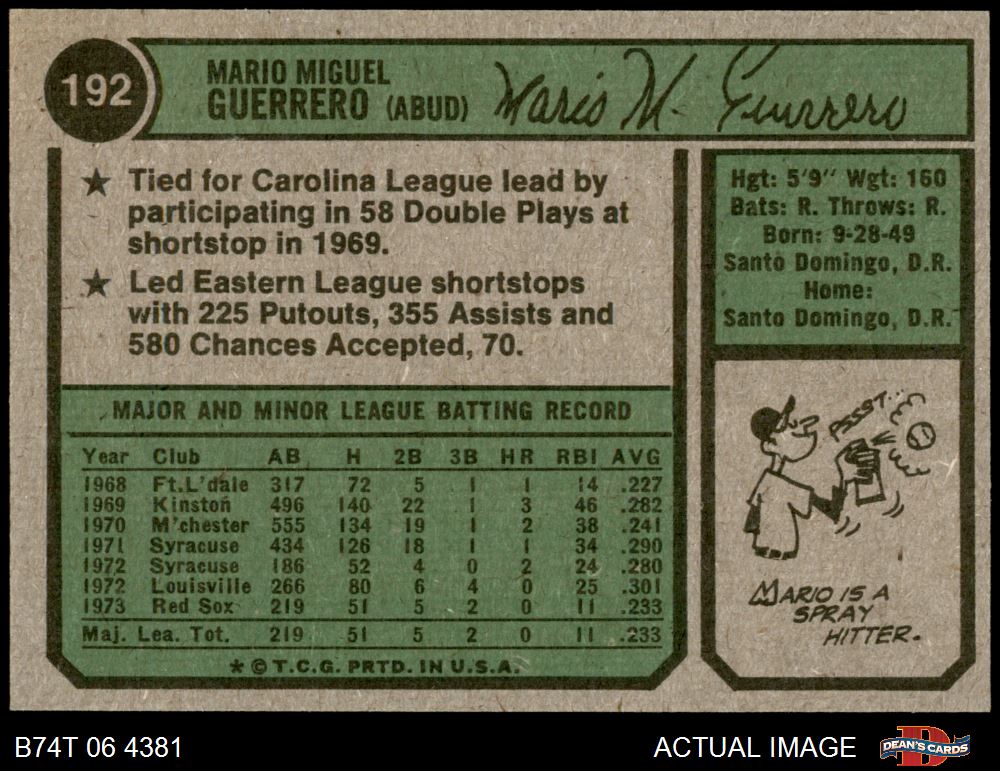 192
MARIO MIGUEL
GUERRERO (ABUD)
Mario M. Guerrero
★ Tied for Carolina League lead by
participating in 58 Double Plays at
shortstop in 1969.
★ Led Eastern League shortstops
with 225 Putouts, 355 Assists and
580 Chances Accepted, 70.
Hgt: 5'9" Wgt: 160
Bats: R. Throws: R.
Born: 9-28-49
Santo Domingo, D.R.
Home:
Santo Domingo, D.R.
MAJOR AND MINOR LEAGUE BATTING RECORD
Year Club AB H 2B 3B HR RBI AVG
1968 Ft.L'dale 317 72 5 1 1 14 .227
1969 Kinston 496 140 22 1 3 46 .282
1970 M'chester 555 134 19 1 2 38 .241
1971 Syracuse 434 126 18 1 1 34 .290
1972 Syracuse 186 52 4 0 2 24 .280
1972 Louisville 266 80 6 4 0 25 .301
1973 Red Sox 219 51 5 2 0 11 .233
Maj. Lea. Tot. 219 51 5 2 0 11 .233
★ © T.C.G. PRTD. IN U.S.A.
PSSST...
MARIO IS A
SPRAY
HITTER.
B74T 06 4381
ACTUAL IMAGE
DEAN'S CARDS